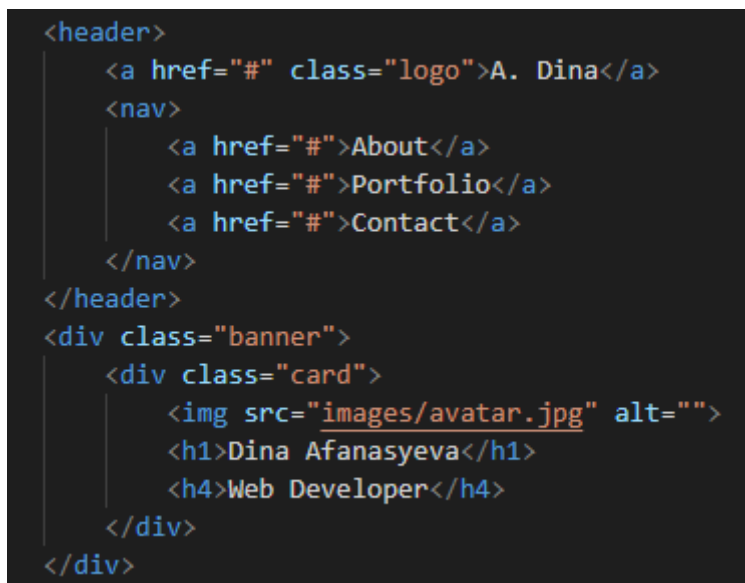 <header>
<a href="#" class="logo">A. Dina</a>
<nav>
<a href="#">About</a>
<a href="#">Portfolio</a>
<a href="#">Contact</a>
</nav>
</header>
<div class="banner">
<div class="card">
<img src="images/avatar.jpg" alt="">
<h1>Dina Afanasyeva</h1>
<h4>Web Developer</h4>
</div>
</div>